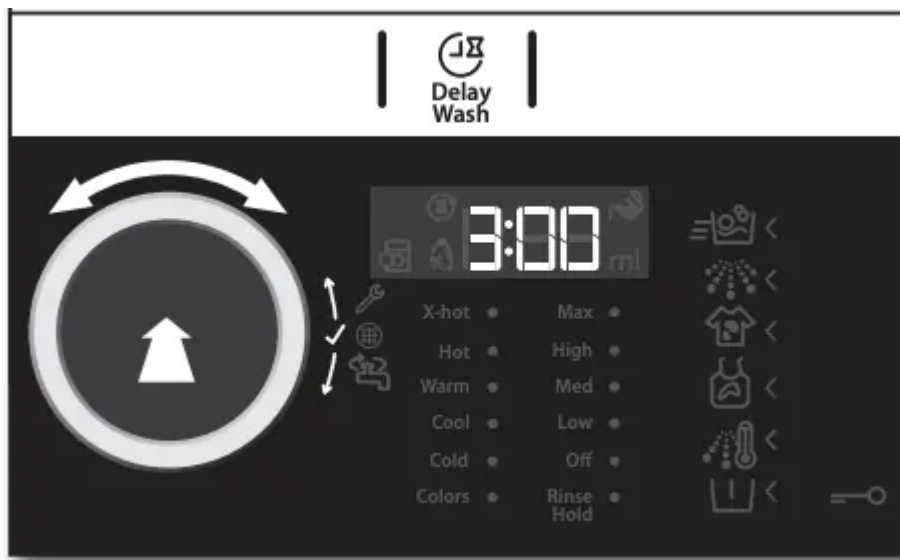 Delay
Wash
3:00
ml
X-hot
Max
Hot
High
Warm
Med
Cool
Low
Cold
Off
Colors
Rinse
Hold